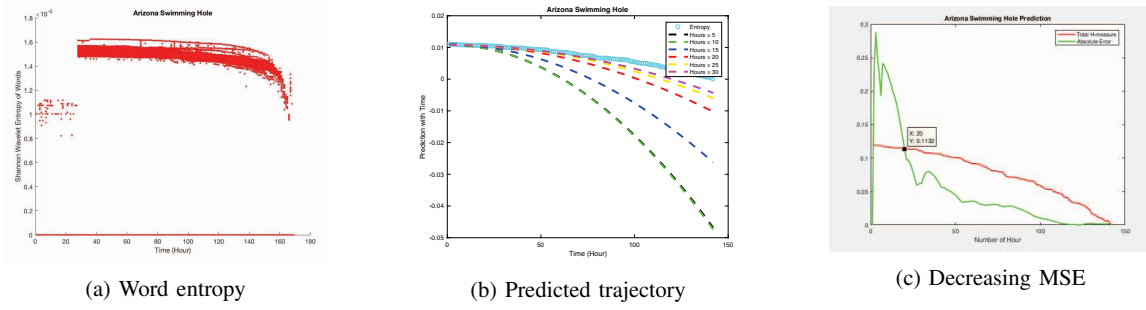 Arizona Swimming Hole
1.8 ×10⁻⁵
1.6
1.4
1.2
1
0.8
0.6
0.4
0.2
0
0 20 40 60 80 100 120 140 160 180
Shannon Wavelet Entropy of Words
Time (Hour)
(a) Word entropy
Arizona Swimming Hole
0.02
0.01
0
-0.01
-0.02
-0.03
-0.04
-0.05
0 50 100 150
Prediction with Time
Time (Hour)
Entropy
Hours = 5
Hours = 10
Hours = 15
Hours = 20
Hours = 25
Hours = 30
(b) Predicted trajectory
Arizona Swimming Hole Prediction
0.3
0.25
0.2
0.15
0.1
0.05
0
0 50 100 150
Number of Hour
Total H-measure
Absolute Error
X: 20
Y: 0.1132
(c) Decreasing MSE